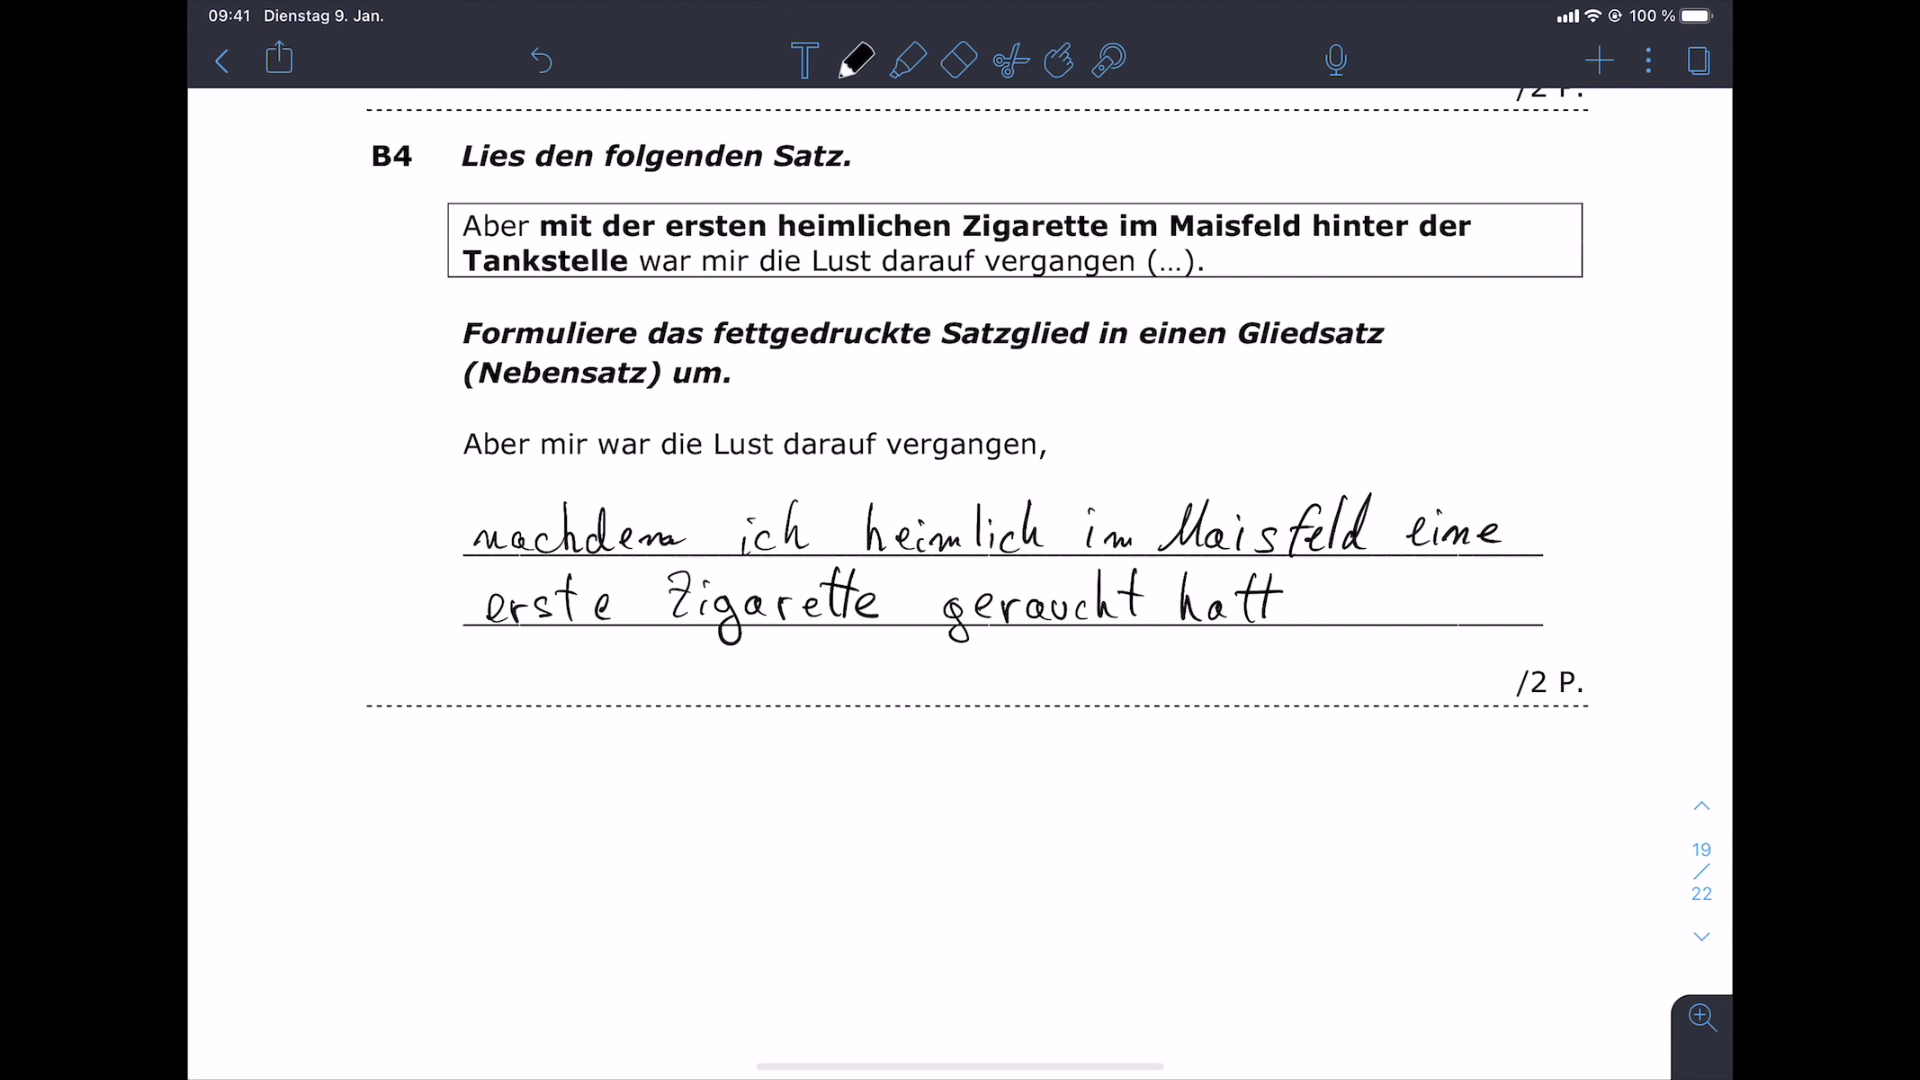 09:41 Dienstag 9. Jan.
100 %
B4 Lies den folgenden Satz.
Aber mit der ersten heimlichen Zigarette im Maisfeld hinter der
Tankstelle war mir die Lust darauf vergangen (...).
Formuliere das fettgedruckte Satzglied in einen Gliedsatz
(Nebensatz) um.
Aber mir war die Lust darauf vergangen,
nachdem ich heimlich im Maisfeld eine
erste Zigarette geraucht hatt
/2 P.
19
/
22